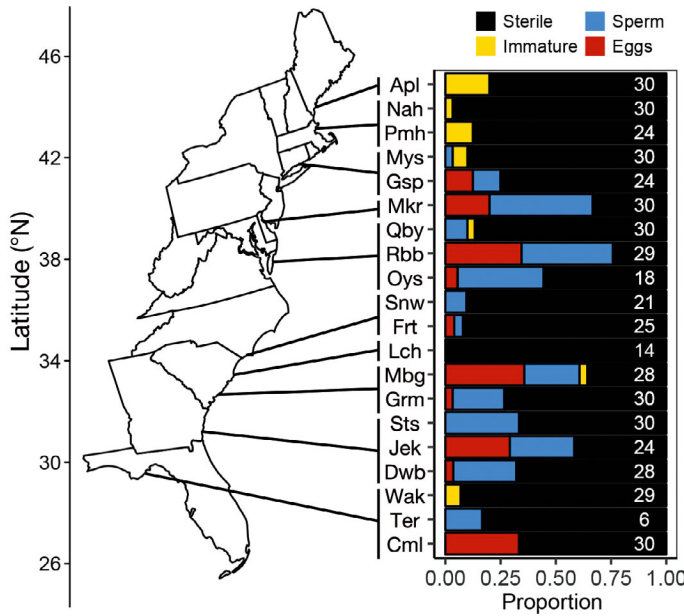 Sterile
Sperm
Immature
Eggs
Latitude (°N)
46
42
38
34
30
26
Apl 30
Nah 30
Pmh 24
Mys 30
Gsp 24
Mkr 30
Qby 30
Rbb 29
Oys 18
Snw 21
Frt 25
Lch 14
Mbg 28
Grm 30
Sts 30
Jek 24
Dwb 28
Wak 29
Ter 6
Cml 30
0.00 0.25 0.50 0.75 1.00
Proportion